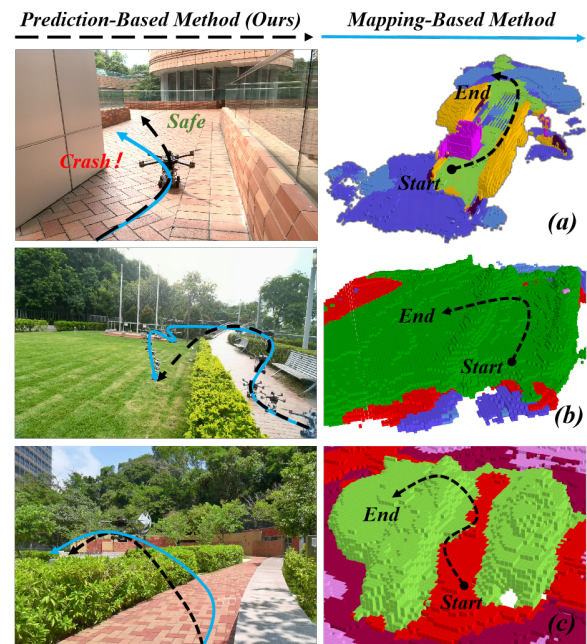 Prediction-Based Method (Ours)
Mapping-Based Method
Safe
Crash!
End
Start
(a)
End
Start
(b)
End
Start
(c)